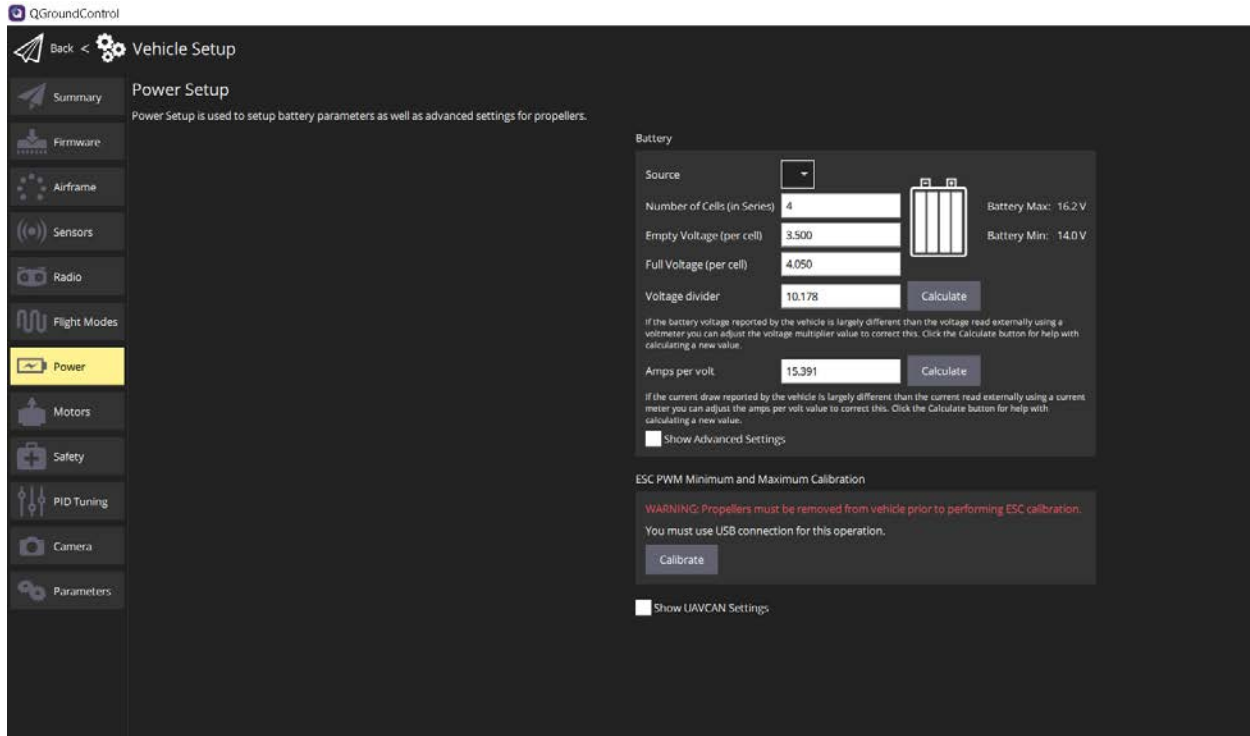 QGroundControl
Back < Vehicle Setup
Summary
Firmware
Airframe
Sensors
Radio
Flight Modes
Power
Motors
Safety
PID Tuning
Camera
Parameters
Power Setup
Power Setup is used to setup battery parameters as well as advanced settings for propellers.
Battery
Source
Number of Cells (in Series) 4
Battery Max: 16.2 V
Empty Voltage (per cell) 3.500
Battery Min: 14.0 V
Full Voltage (per cell) 4.050
Voltage divider 10.178 Calculate
If the battery voltage reported by the vehicle is largely different than the voltage read externally using a
voltmeter you can adjust the voltage multiplier value to correct this. Click the Calculate button for help with
calculating a new value.
Amps per volt 15.391 Calculate
If the current draw reported by the vehicle is largely different than the current read externally using a current
meter you can adjust the amps per volt value to correct this. Click the Calculate button for help with
calculating a new value.
Show Advanced Settings
ESC PWM Minimum and Maximum Calibration
WARNING: Propellers must be removed from vehicle prior to performing ESC calibration.
You must use USB connection for this operation.
Calibrate
Show UAVCAN Settings